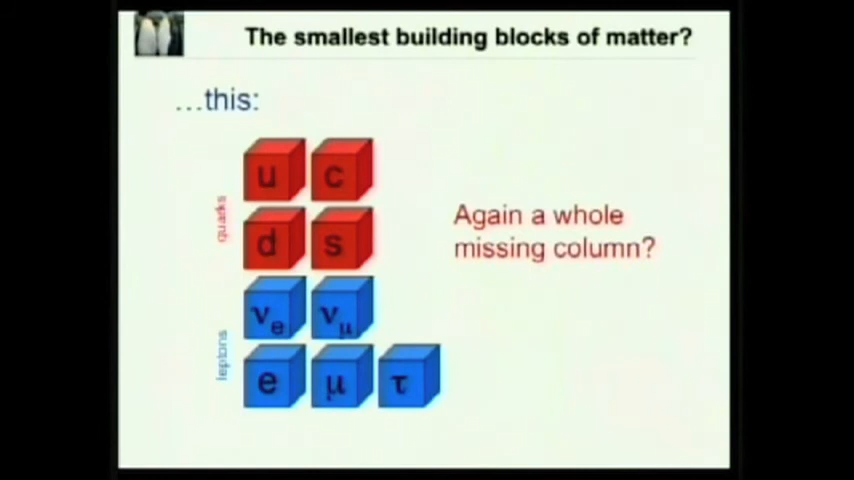 The smallest building blocks of matter?
…this:
u c
quarks
d s
Again a whole
missing column?
νe νμ
leptons
e μ τ